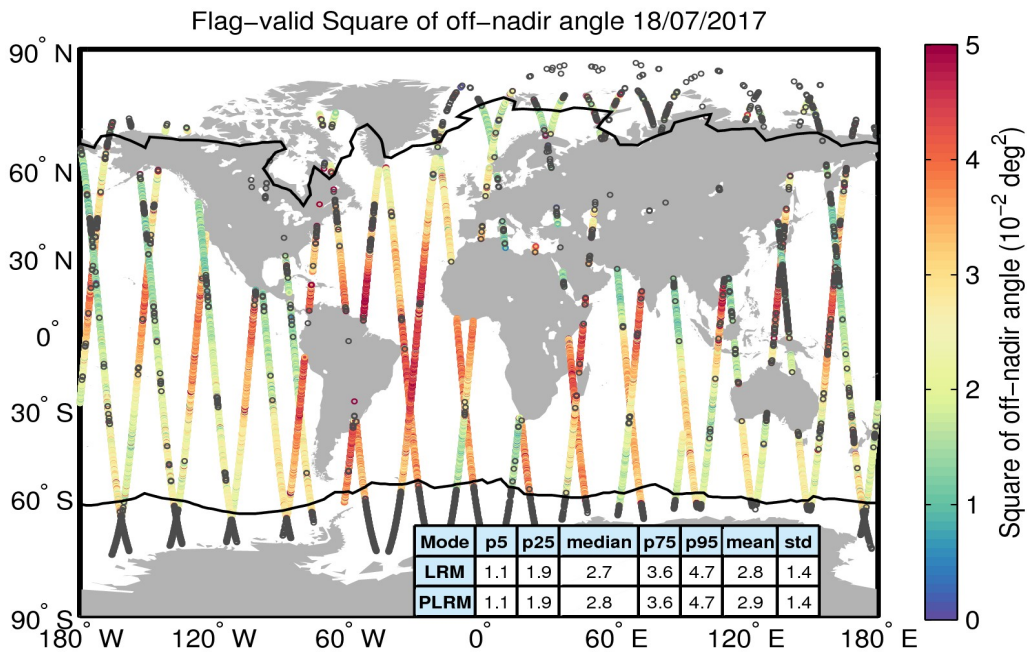 Flag−valid Square of off−nadir angle 18/07/2017
90° N
60° N
30° N
0°
30° S
60° S
90° S
180° W
120° W
60° W
0°
60° E
120° E
180° E
5
4
3
2
1
0
Square of off−nadir angle (10⁻² deg²)
Mode p5 p25 median p75 p95 mean std
LRM 1.1 1.9 2.7 3.6 4.7 2.8 1.4
PLRM 1.1 1.9 2.8 3.6 4.7 2.9 1.4